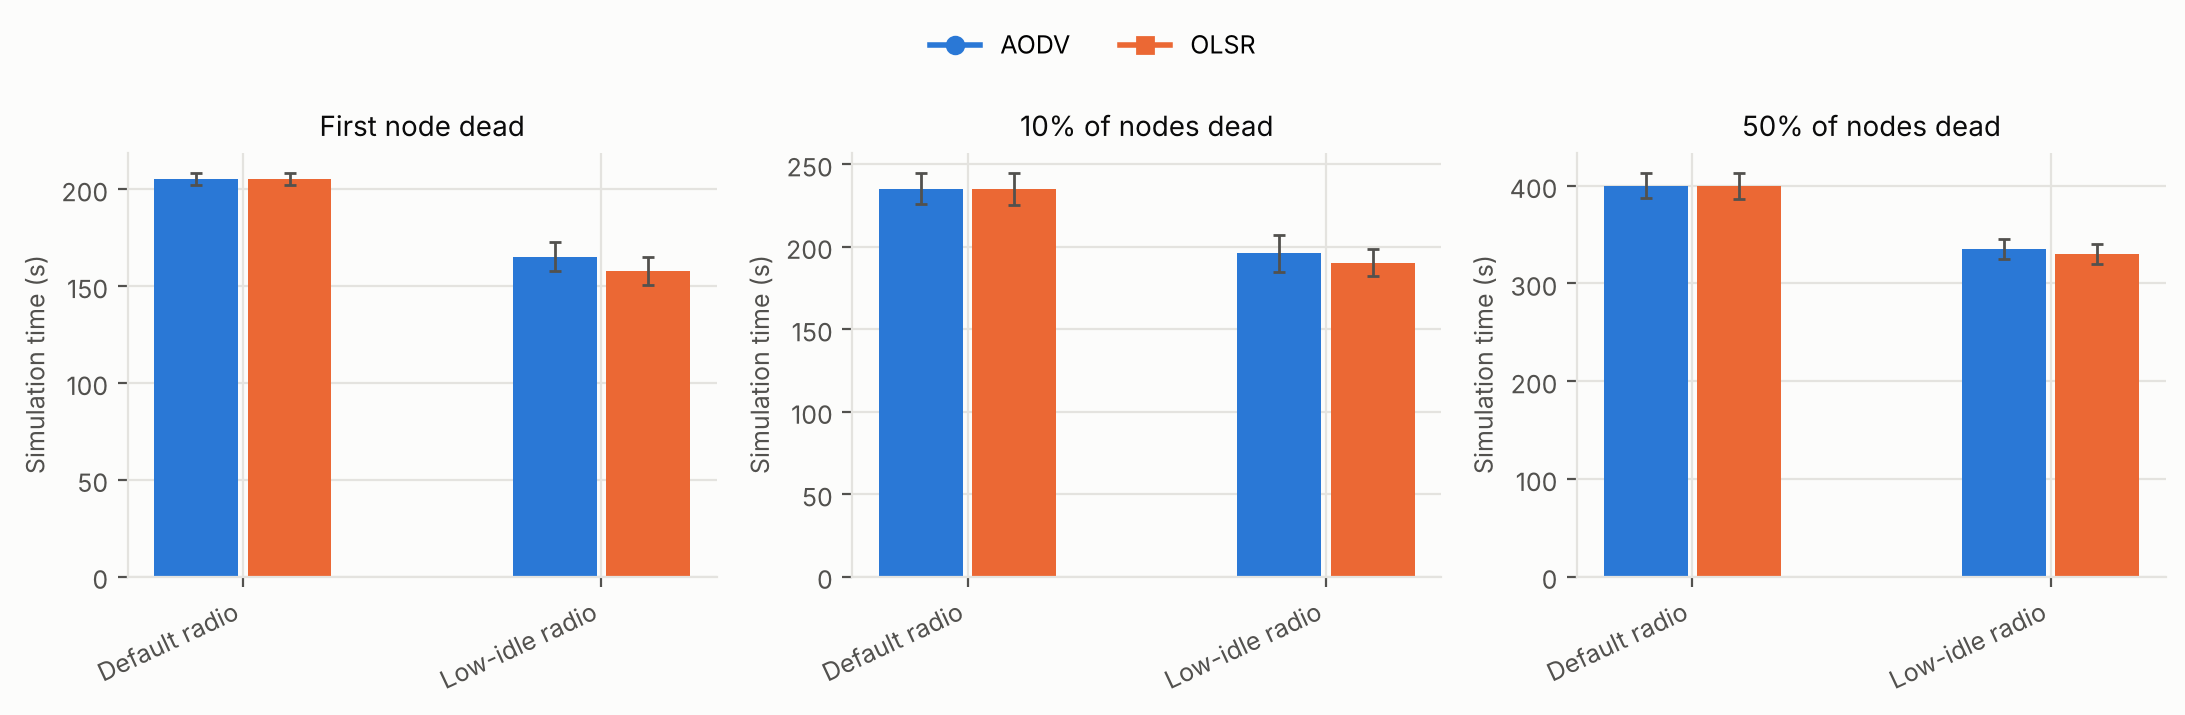 AODV OLSR
First node dead
Simulation time (s)
200
150
100
50
0
Default radio
Low-idle radio
10% of nodes dead
Simulation time (s)
250
200
150
100
50
0
Default radio
Low-idle radio
50% of nodes dead
Simulation time (s)
400
300
200
100
0
Default radio
Low-idle radio